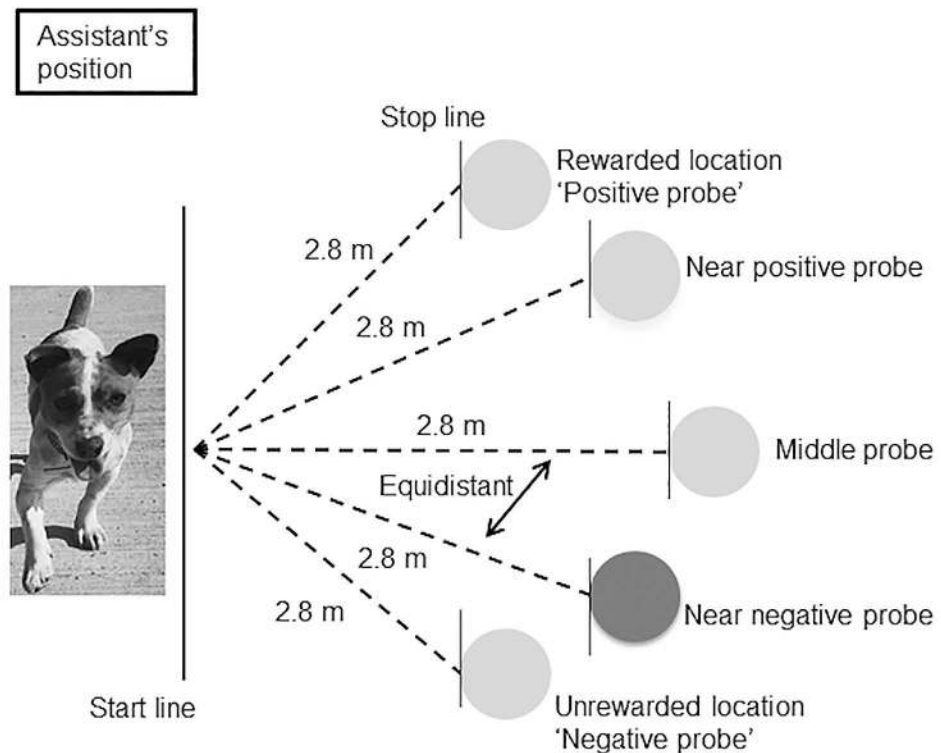 Assistant's
position
Stop line
Rewarded location
‘Positive probe’
2.8 m
Near positive probe
2.8 m
2.8 m
Middle probe
Equidistant
2.8 m
Near negative probe
2.8 m
Start line
Unrewarded location
‘Negative probe’